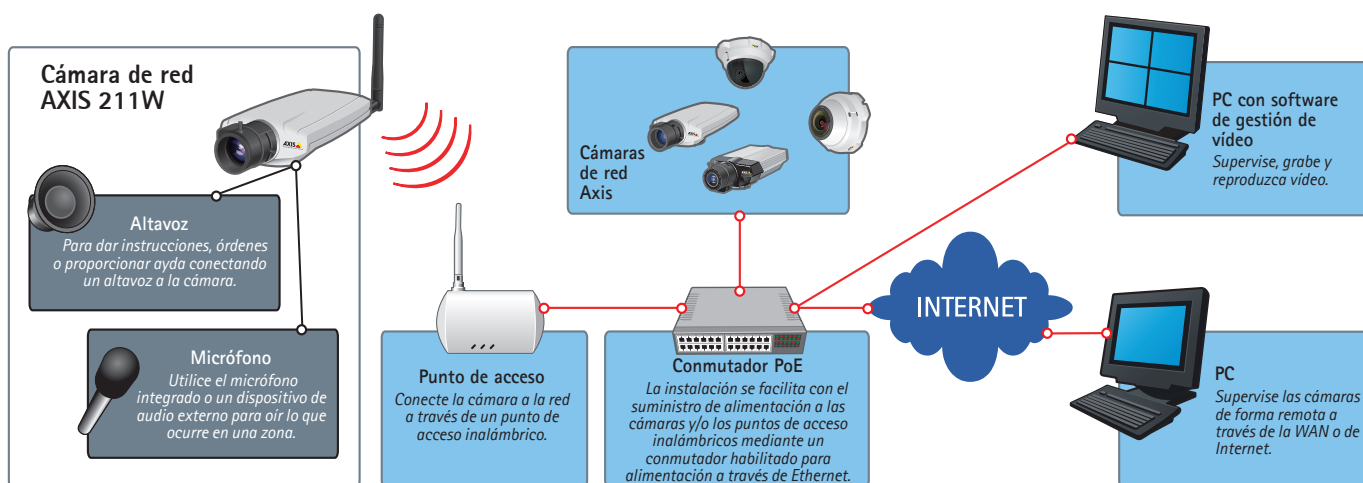 Cámara de red
AXIS 211W
AXIS
Altavoz
Para dar instrucciones, órdenes
o proporcionar ayda conectando
un altavoz a la cámara.
Micrófono
Utilice el micrófono
integrado o un dispositivo de
audio externo para oír lo que
ocurre en una zona.
Punto de acceso
Conecte la cámara a la red
a través de un punto de
acceso inalámbrico.
Cámaras
de red
Axis
Conmutador PoE
La instalación se facilita con el
suministro de alimentación a las
cámaras y/o los puntos de acceso
inalámbricos mediante un
conmutador habilitado para
alimentación a través de Ethernet.
INTERNET
PC con software
de gestión de
vídeo
Supervise, grabe y
reproduzca vídeo.
PC
Supervise las cámaras
de forma remota a
través de la WAN o de
Internet.